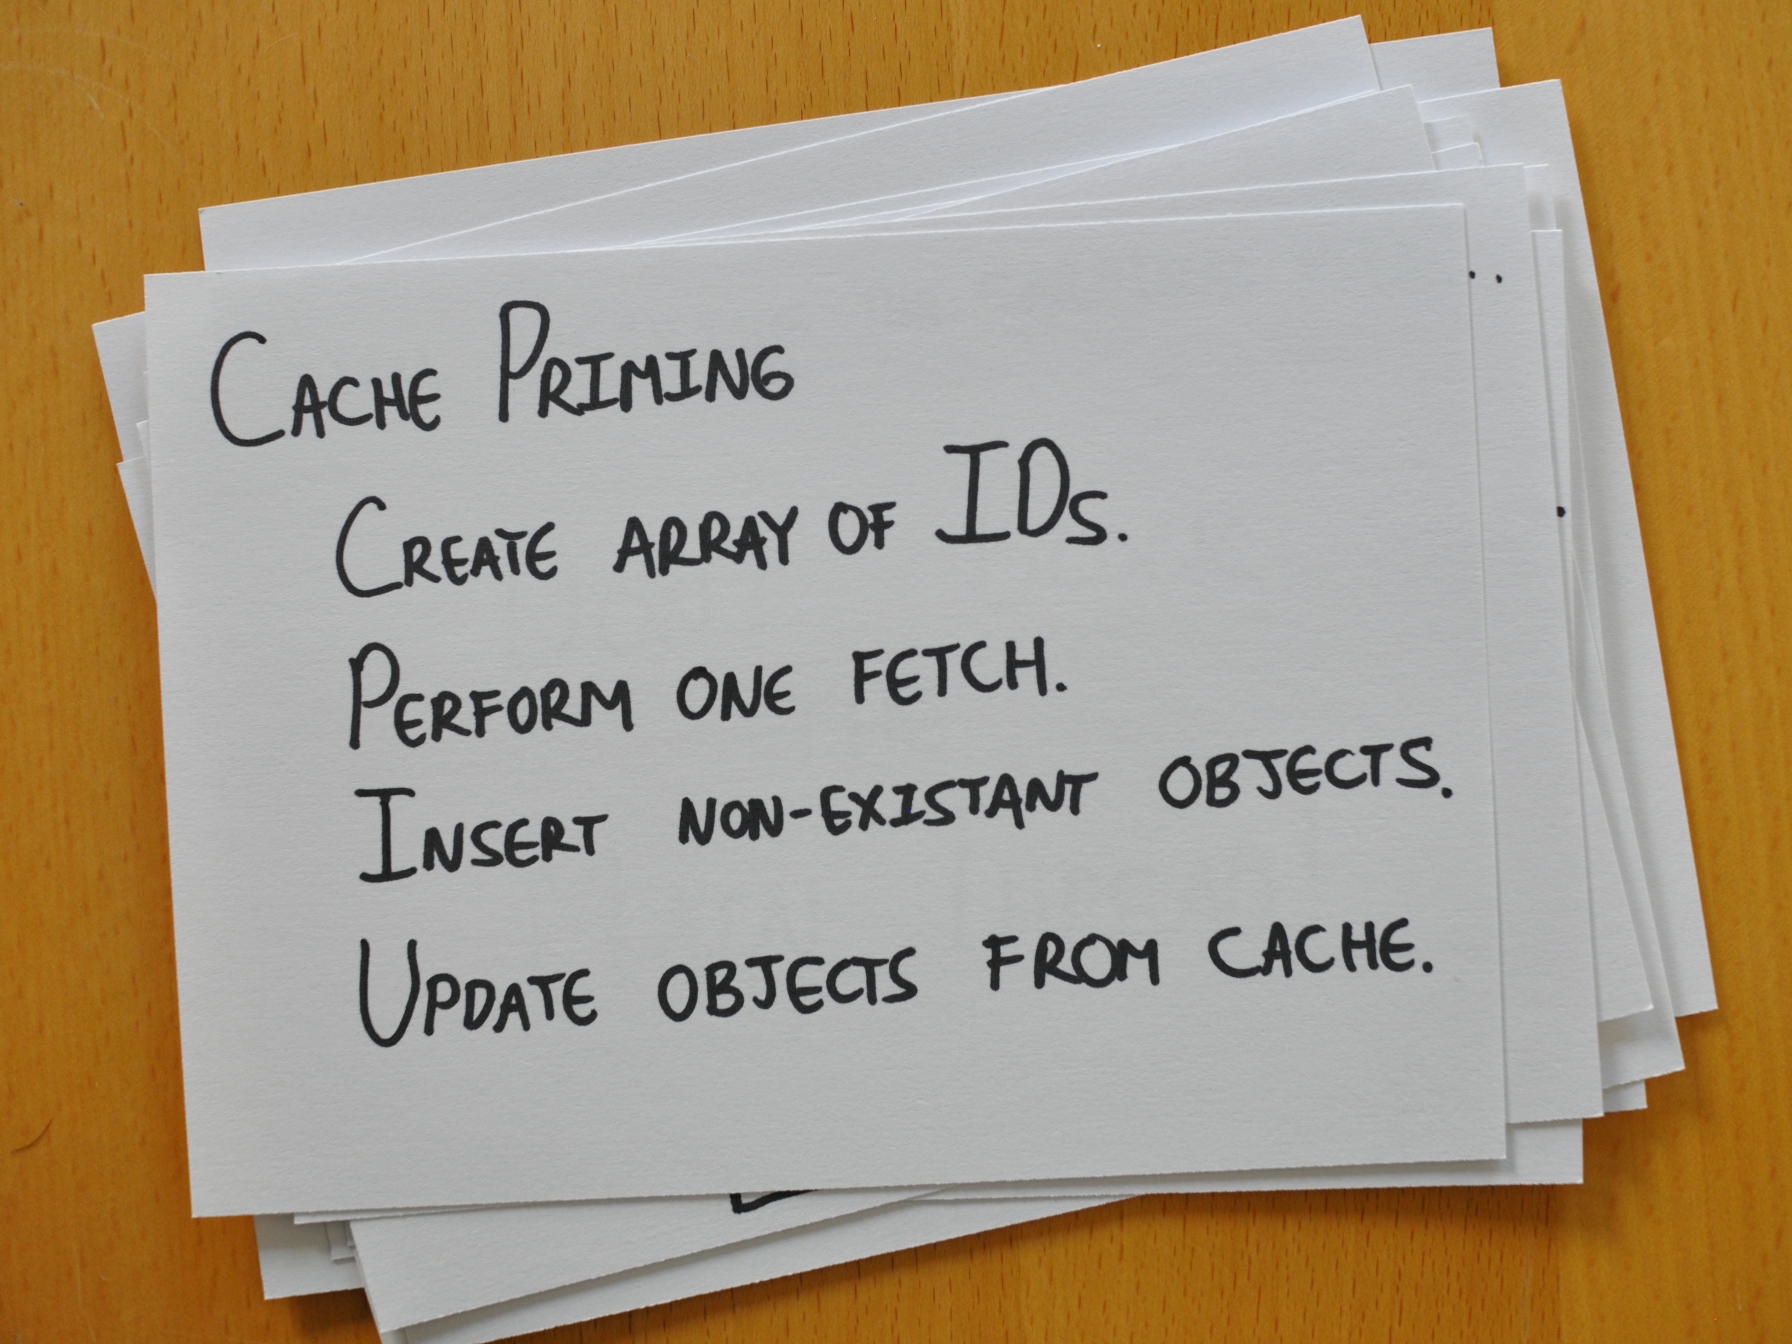 CACHE PRIMING
CREATE ARRAY OF IDs.
PERFORM ONE FETCH.
INSERT NON-EXISTANT OBJECTS.
UPDATE OBJECTS FROM CACHE.